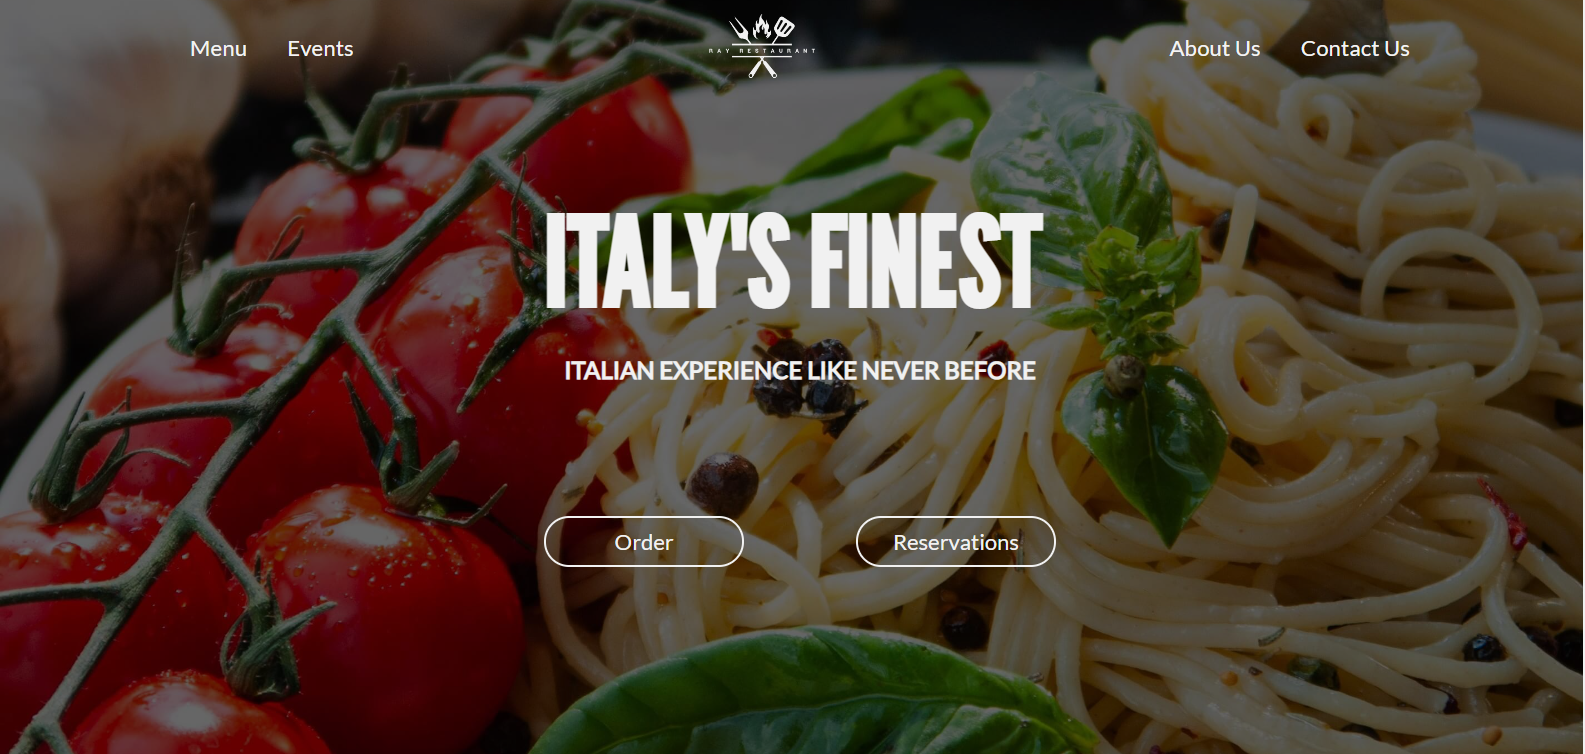 Menu
Events
RAY RESTAURANT
About Us
Contact Us
ITALY'S FINEST
ITALIAN EXPERIENCE LIKE NEVER BEFORE
Order
Reservations